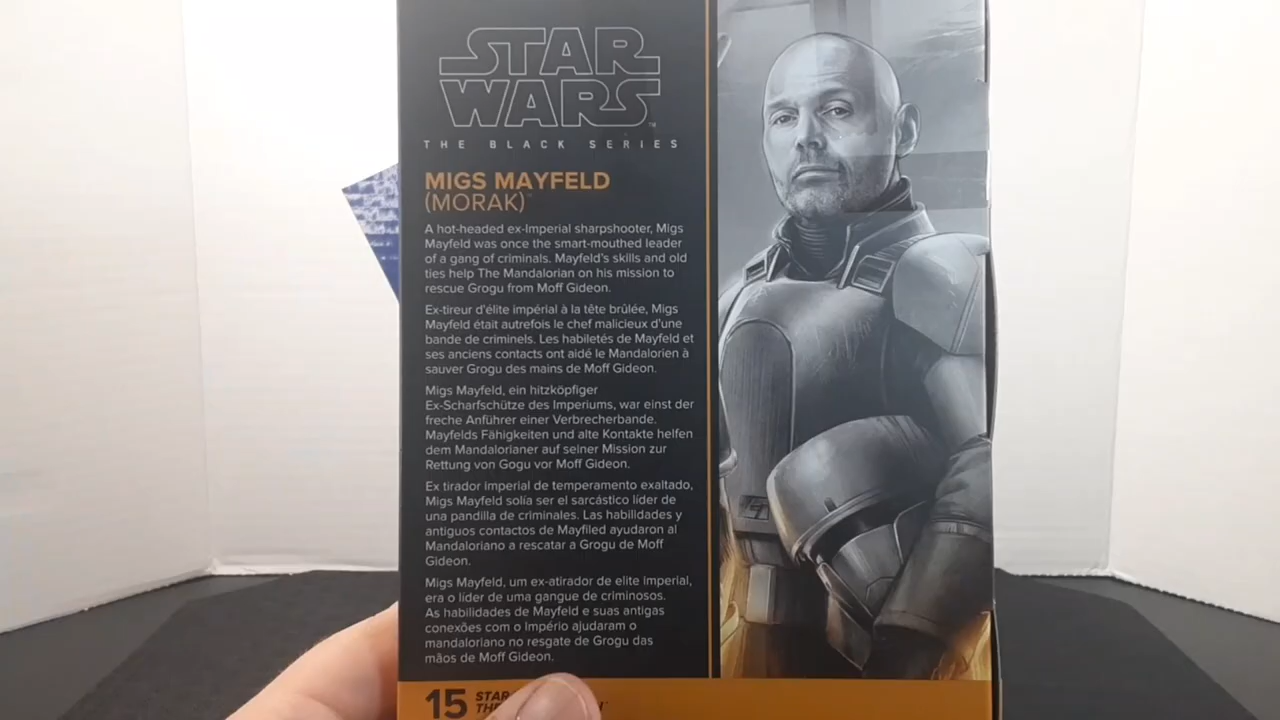 STAR
WARS™
THE BLACK SERIES
MIGS MAYFELD
(MORAK)™
A hot-headed ex-Imperial sharpshooter, Migs
Mayfeld was once the smart-mouthed leader
of a gang of criminals. Mayfeld's skills and old
ties help The Mandalorian on his mission to
rescue Grogu from Moff Gideon.
Ex-tireur d'élite impérial à la tête brûlée, Migs
Mayfeld était autrefois le chef malicieux d'une
bande de criminels. Les habiletés de Mayfeld et
ses anciens contacts ont aidé le Mandalorien à
sauver Grogu des mains de Moff Gideon.
Migs Mayfeld, ein hitzköpfiger
Ex-Scharfschütze des Imperiums, war einst der
freche Anführer einer Verbrecherbande.
Mayfelds Fähigkeiten und alte Kontakte helfen
dem Mandalorianer auf seiner Mission zur
Rettung von Gogu vor Moff Gideon.
Ex tirador imperial de temperamento exaltado,
Migs Mayfeld solía ser el sarcástico líder de
una pandilla de criminales. Las habilidades y
antiguos contactos de Mayfiled ayudaron al
Mandaloriano a rescatar a Grogu de Moff
Gideon.
Migs Mayfeld, um ex-atirador de elite imperial,
era o líder de uma gangue de criminosos.
As habilidades de Mayfeld e suas antigas
conexões com o Império ajudaram o
mandaloriano no resgate de Grogu das
mãos de Moff Gideon.
15 STAR
THE